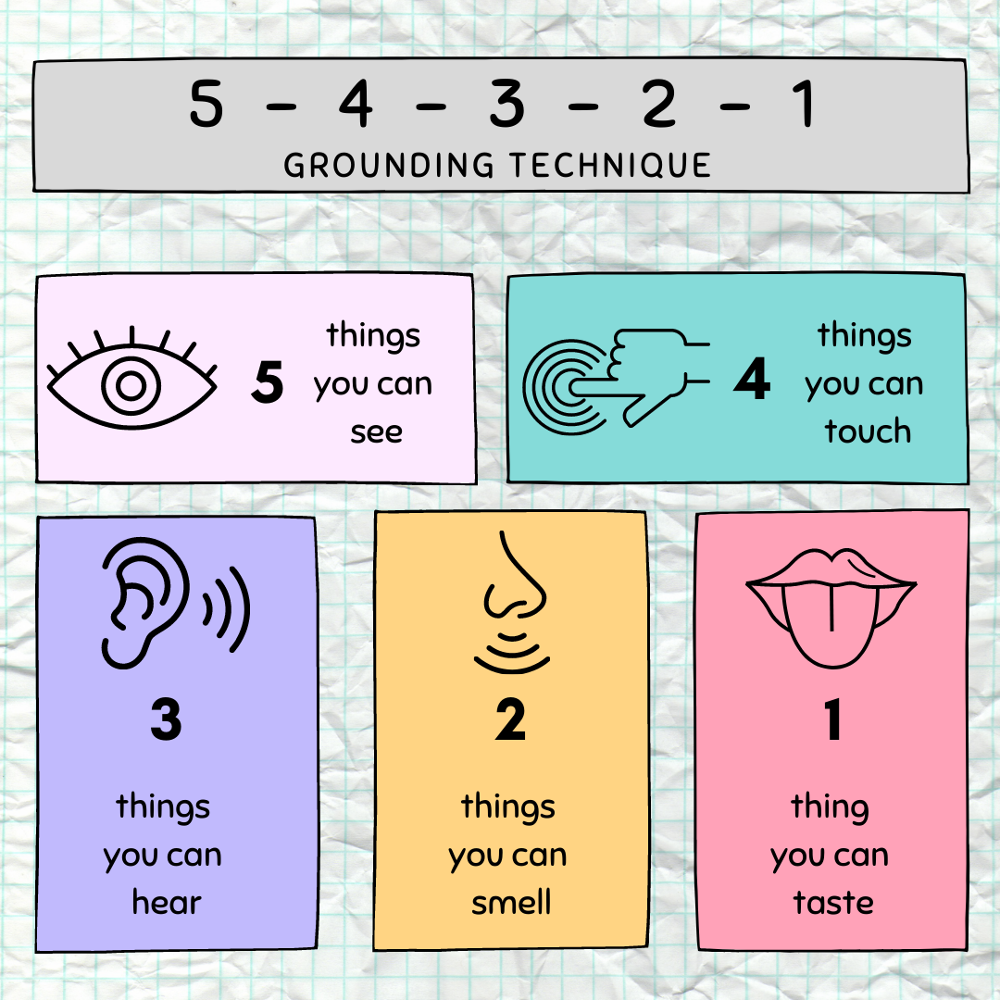 5 - 4 - 3 - 2 - 1
GROUNDING TECHNIQUE
5
things
you can
see
4
things
you can
touch
3
things
you can
hear
2
things
you can
smell
1
thing
you can
taste